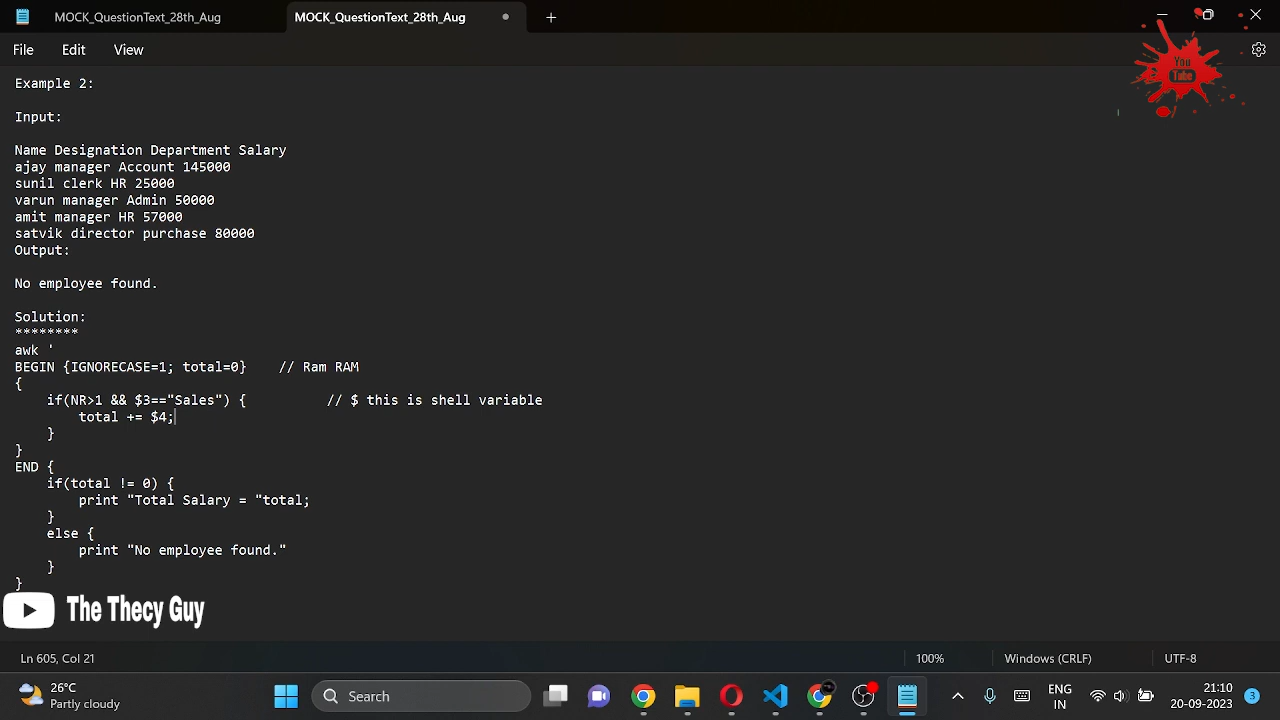 MOCK_QuestionText_28th_Aug
MOCK_QuestionText_28th_Aug
File Edit View
You
Tube
Example 2:
Input:
Name Designation Department Salary
ajay manager Account 145000
sunil clerk HR 25000
varun manager Admin 50000
amit manager HR 57000
satvik director purchase 80000
Output:
No employee found.
Solution:
********
awk '
BEGIN {IGNORECASE=1; total=0}    // Ram RAM
{
    if(NR>1 && $3=="Sales") {          // $ this is shell variable
        total += $4;
    }
}
END {
    if(total != 0) {
        print "Total Salary = "total;
    }
    else {
        print "No employee found."
    }
}
The Thecy Guy
Ln 605, Col 21 100% Windows (CRLF) UTF-8
26°C
Partly cloudy
Search
ENG
IN
21:10
20-09-2023
3